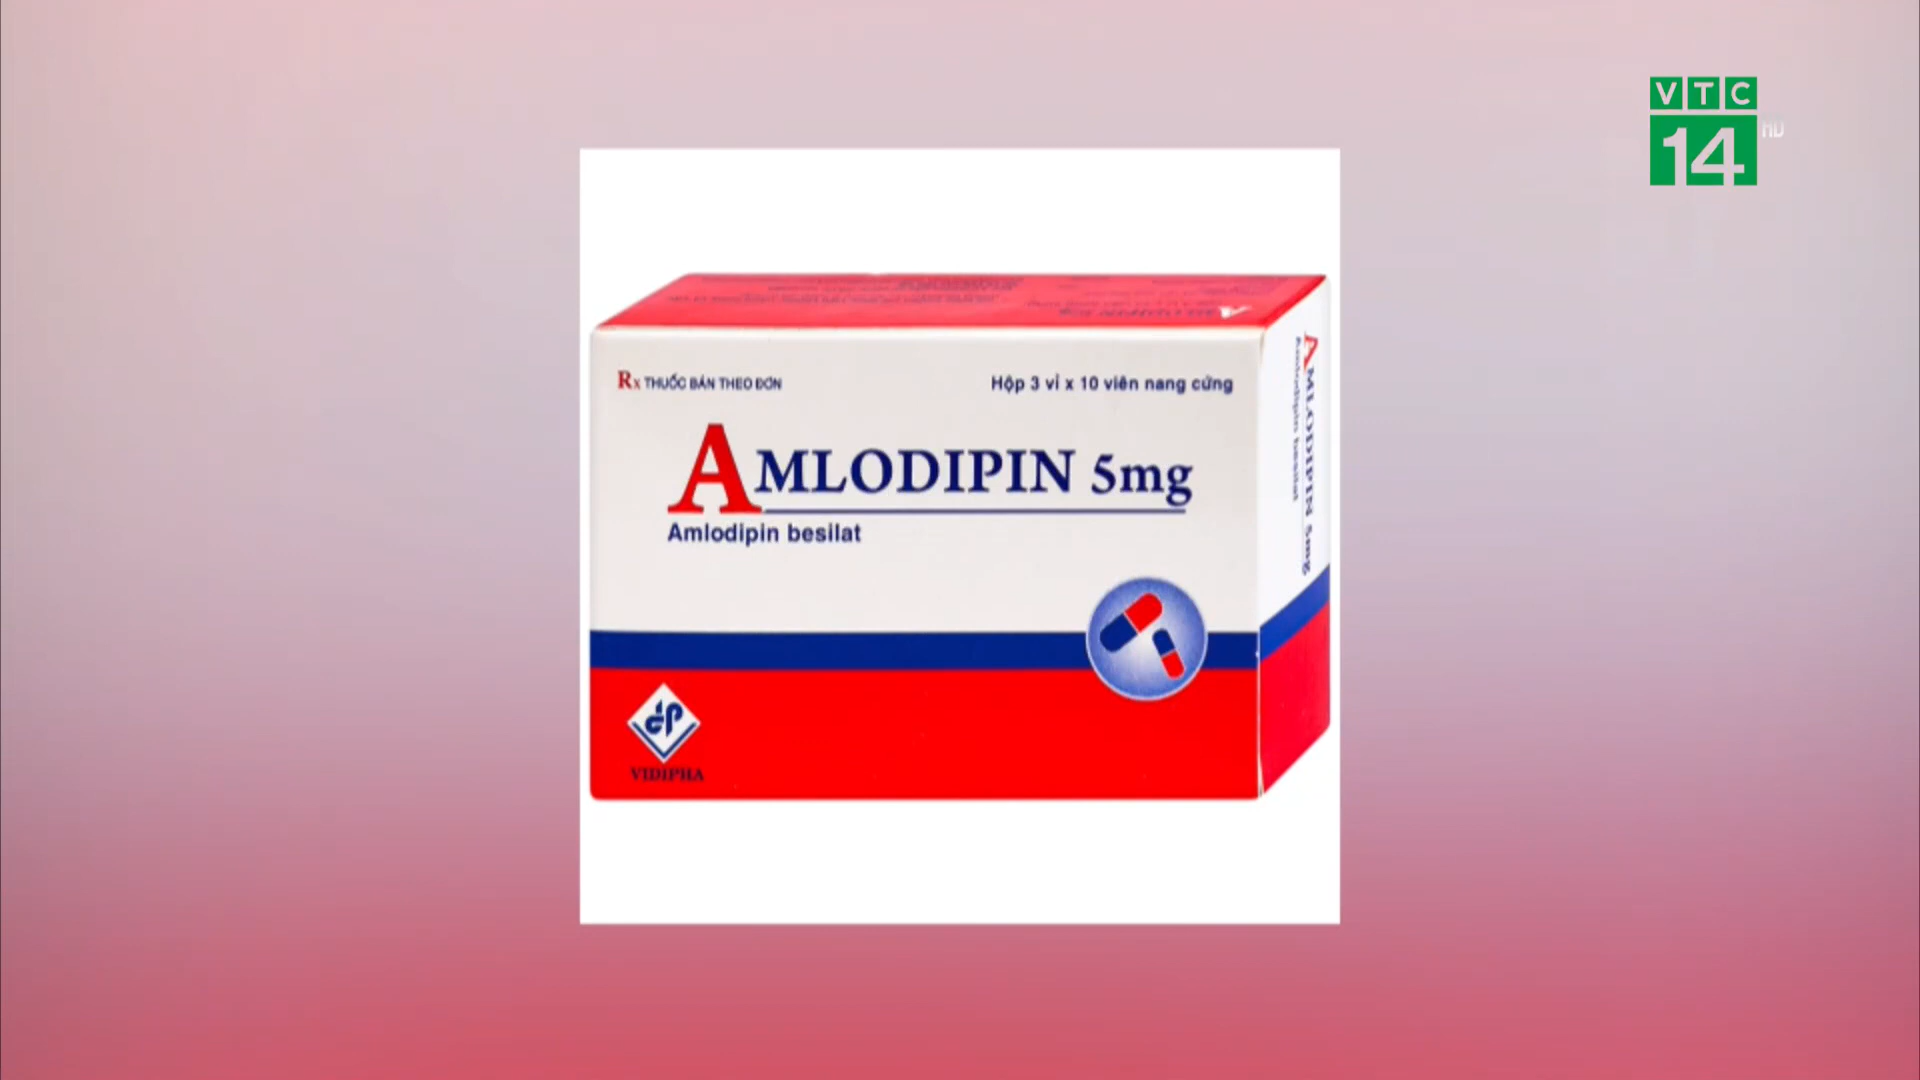 VTC
14 HD
Rx THUỐC BÁN THEO ĐƠN
Hộp 3 vỉ x 10 viên nang cứng
AMLODIPIN 5mg
Amlodipin besilat
AMLODIPIN 5mg
Amlodipin besilat
VIDIPHA